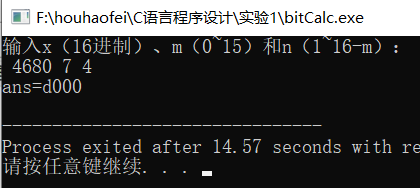 F:\houhaofei\C语言程序设计\实验1\bitCalc.exe
输入x（16进制）、m（0~15）和n（1~16-m）：
 4680 7 4
ans=d000
--------------------------------
Process exited after 14.57 seconds with re
请按任意键继续. . .